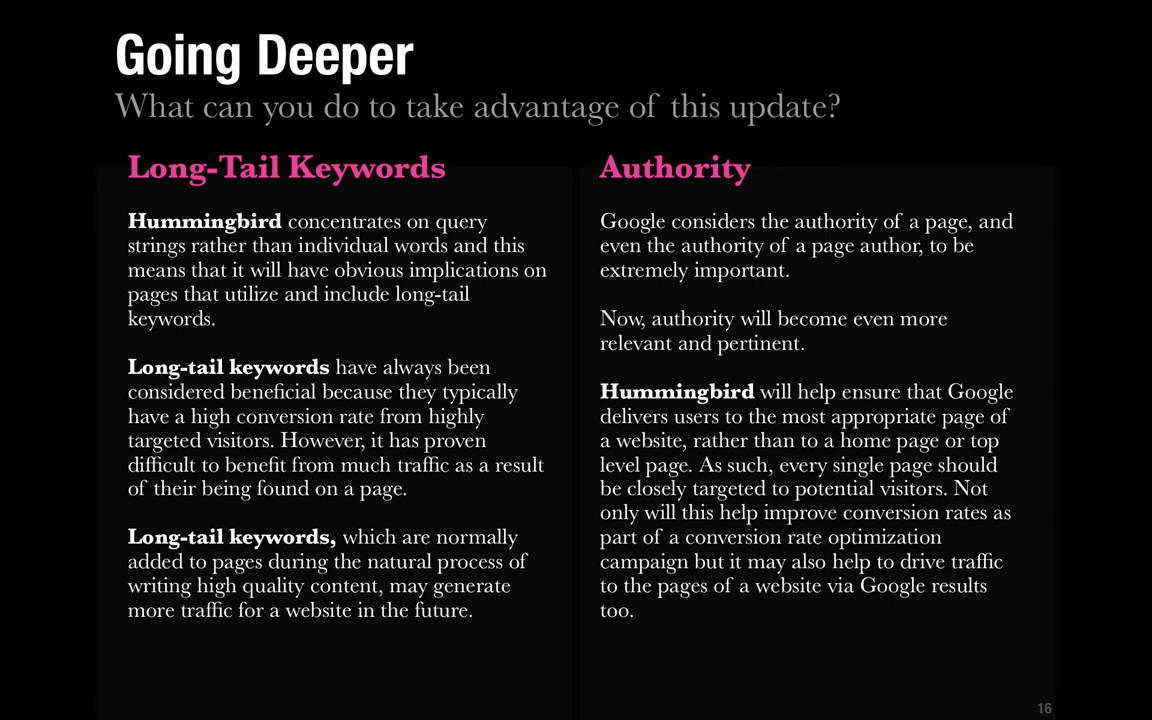 Going Deeper
What can you do to take advantage of this update?
Long-Tail Keywords
Hummingbird concentrates on query
strings rather than individual words and this
means that it will have obvious implications on
pages that utilize and include long-tail
keywords.
Long-tail keywords have always been
considered beneficial because they typically
have a high conversion rate from highly
targeted visitors. However, it has proven
difficult to benefit from much traffic as a result
of their being found on a page.
Long-tail keywords, which are normally
added to pages during the natural process of
writing high quality content, may generate
more traffic for a website in the future.
Authority
Google considers the authority of a page, and
even the authority of a page author, to be
extremely important.
Now, authority will become even more
relevant and pertinent.
Hummingbird will help ensure that Google
delivers users to the most appropriate page of
a website, rather than to a home page or top
level page. As such, every single page should
be closely targeted to potential visitors. Not
only will this help improve conversion rates as
part of a conversion rate optimization
campaign but it may also help to drive traffic
to the pages of a website via Google results
too.
16